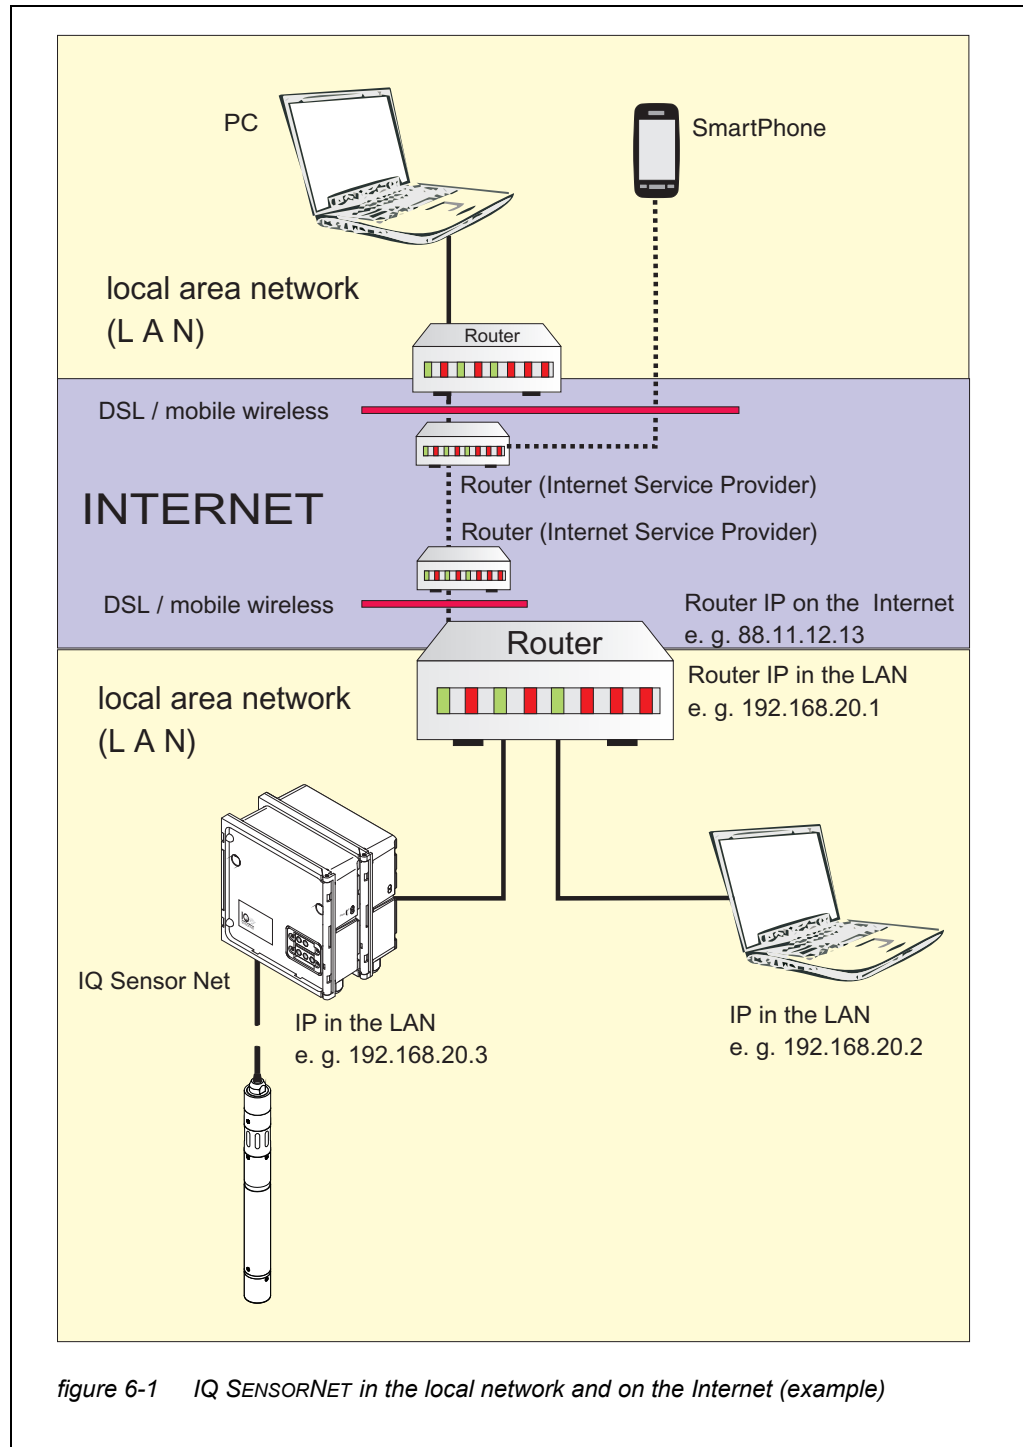 PC
SmartPhone
local area network
(L A N)
Router
DSL / mobile wireless
Router (Internet Service Provider)
INTERNET
Router (Internet Service Provider)
DSL / mobile wireless
Router IP on the Internet
e. g. 88.11.12.13
Router
Router IP in the LAN
e. g. 192.168.20.1
local area network
(L A N)
IQ Sensor Net
IP in the LAN
e. g. 192.168.20.3
IP in the LAN
e. g. 192.168.20.2
figure 6-1 IQ SENSORNET in the local network and on the Internet (example)